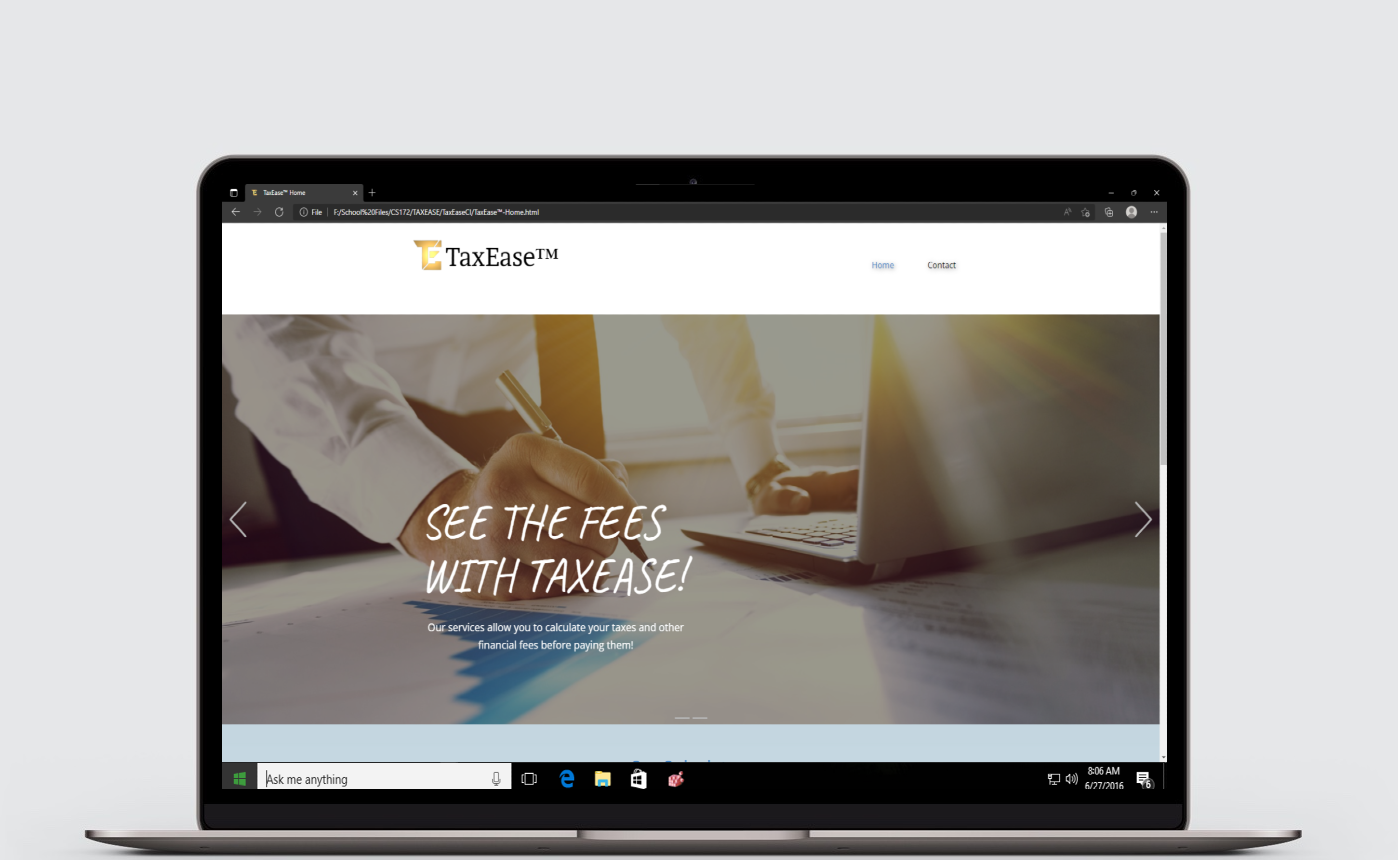 TaxEase™ Home
File
F:/School%20Files/CS172/TAXEASE/TaxEaseCI/TaxEase™-Home.html
TaxEase™
Home
Contact
SEE THE FEES
WITH TAXEASE!
Our services allow you to calculate your taxes and other
financial fees before paying them!
Ask me anything
8:06 AM
6/27/2016
6